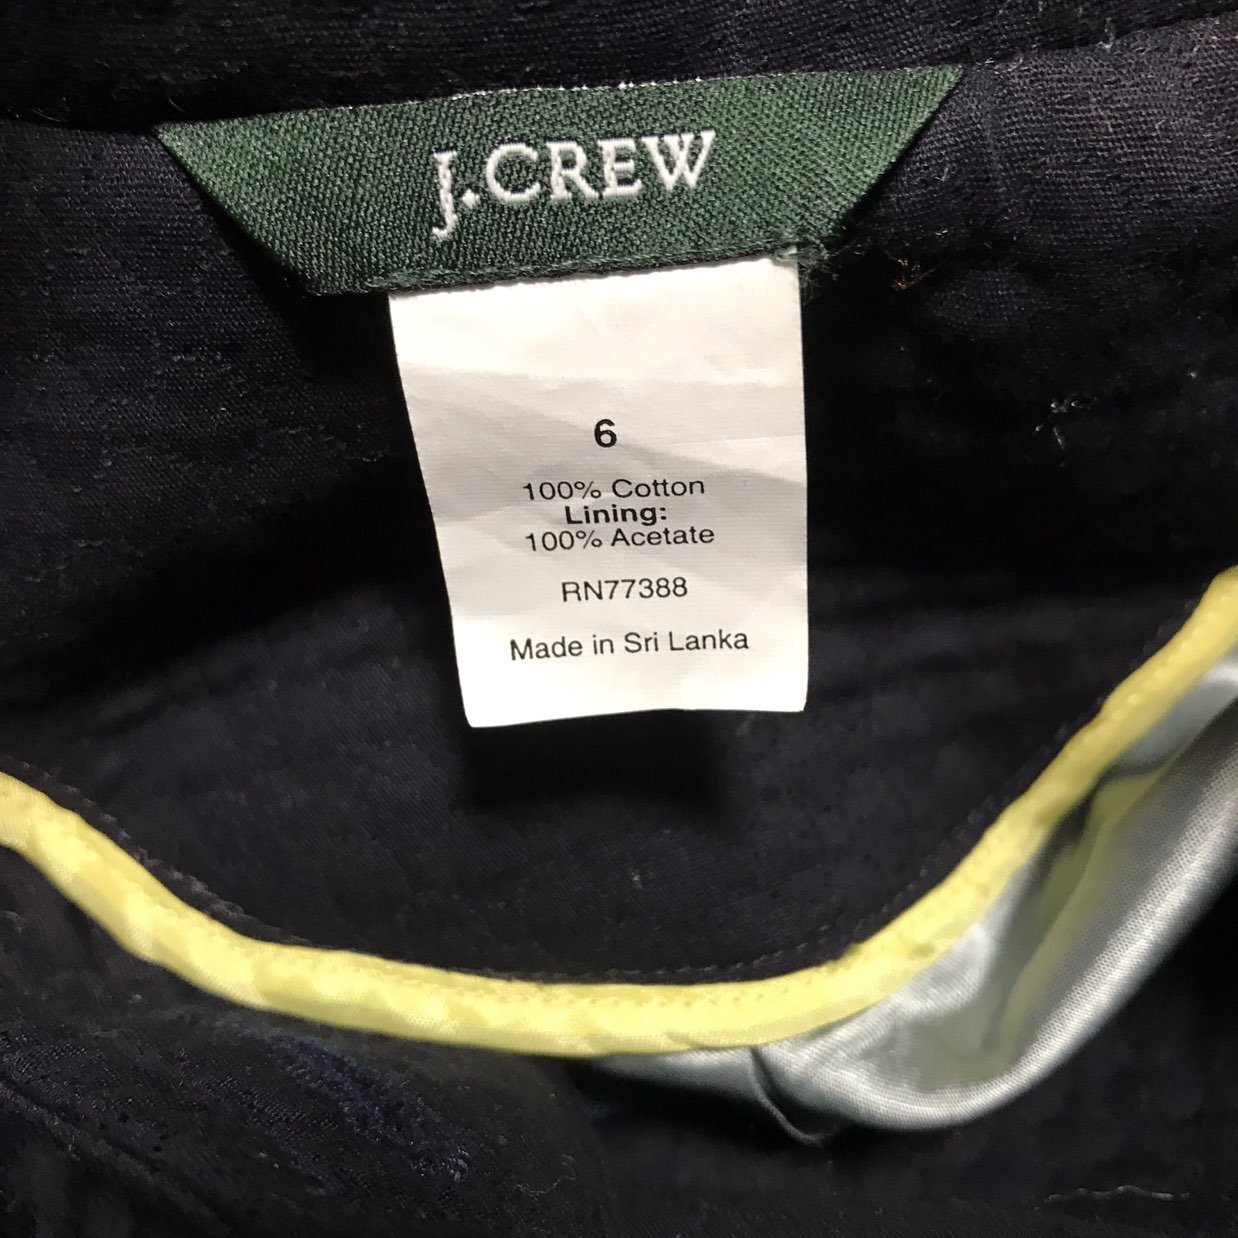 J.CREW
6
100% Cotton
Lining:
100% Acetate
RN77388
Made in Sri Lanka